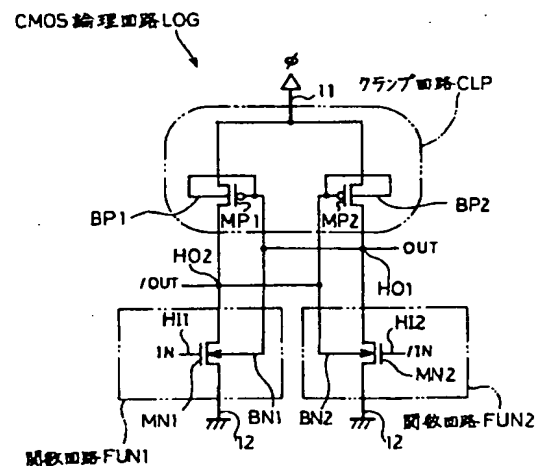 CMOS論理回路LOG
φ
11
クランプ回路CLP
BP1
MP1
MP2
BP2
OUT
HO2
/OUT
HO1
HI1
IN
HI2
/IN
MN1
BN1
BN2
MN2
12
12
関数回路FUN1
関数回路FUN2